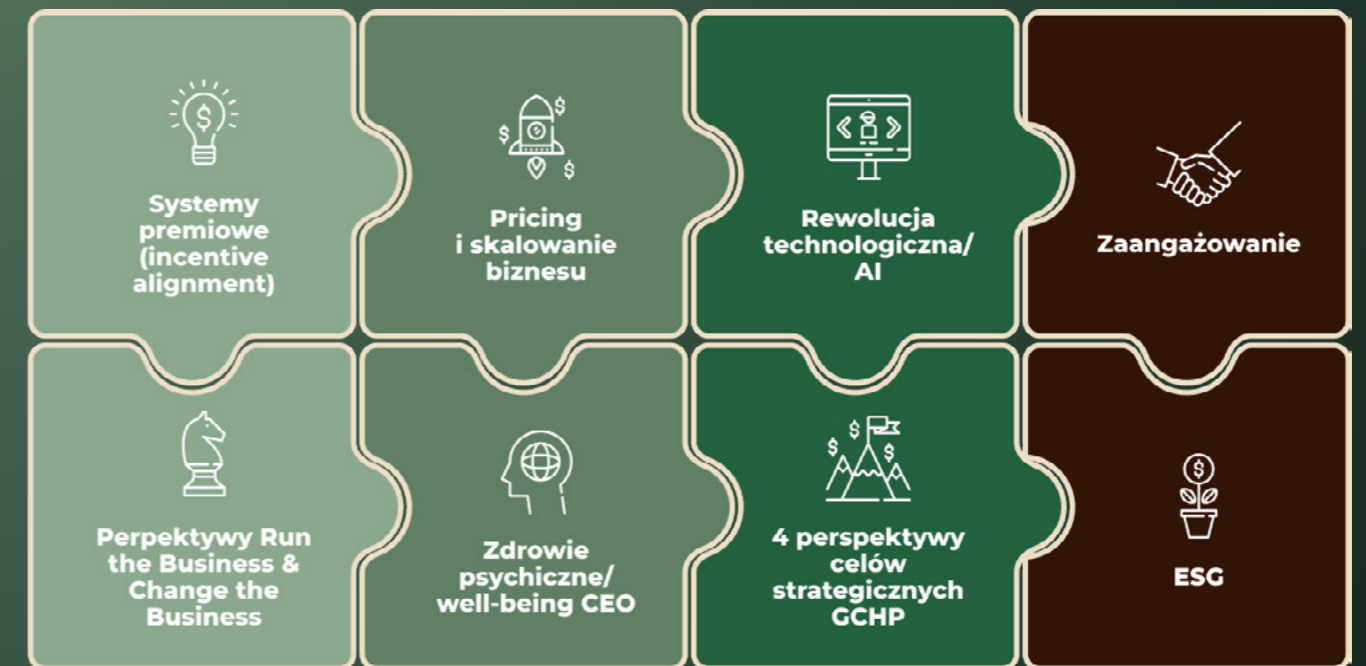 Systemy
premiowe
(incentive
alignment)
Pricing
i skalowanie
biznesu
Rewolucja
technologiczna/
AI
Zaangażowanie
Perpektywy Run
the Business &
Change the
Business
Zdrowie
psychiczne/
well-being CEO
4 perspektywy
celów
strategicznych
GCHP
ESG